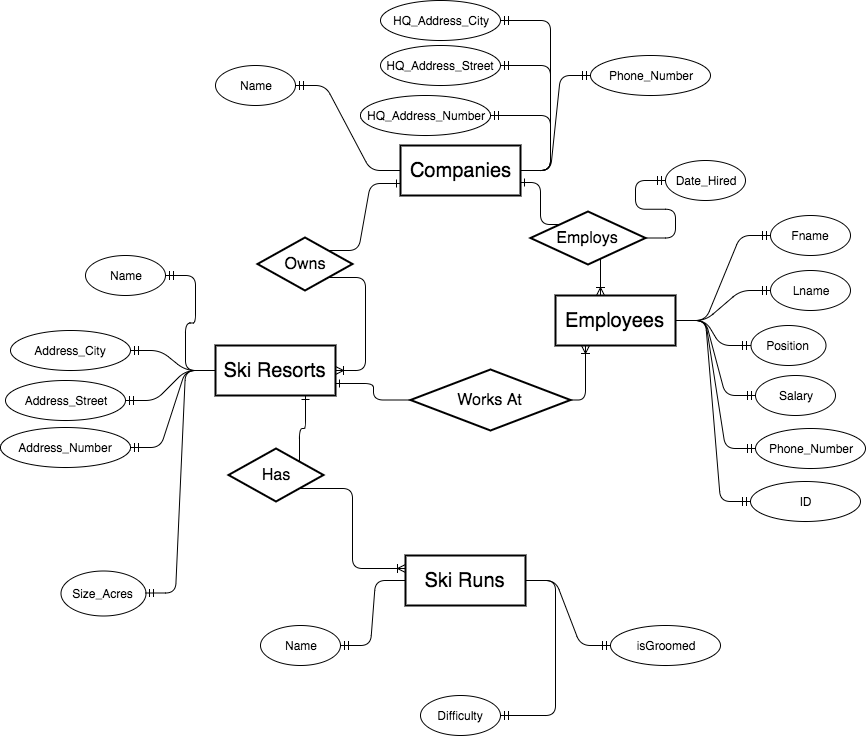 HQ_Address_City
HQ_Address_Street
Phone_Number
Name
HQ_Address_Number
Companies
Date_Hired
Employs
Fname
Owns
Name
Lname
Employees
Position
Address_City
Ski Resorts
Salary
Address_Street
Works At
Address_Number
Phone_Number
Has
ID
Ski Runs
Size_Acres
Name
isGroomed
Difficulty